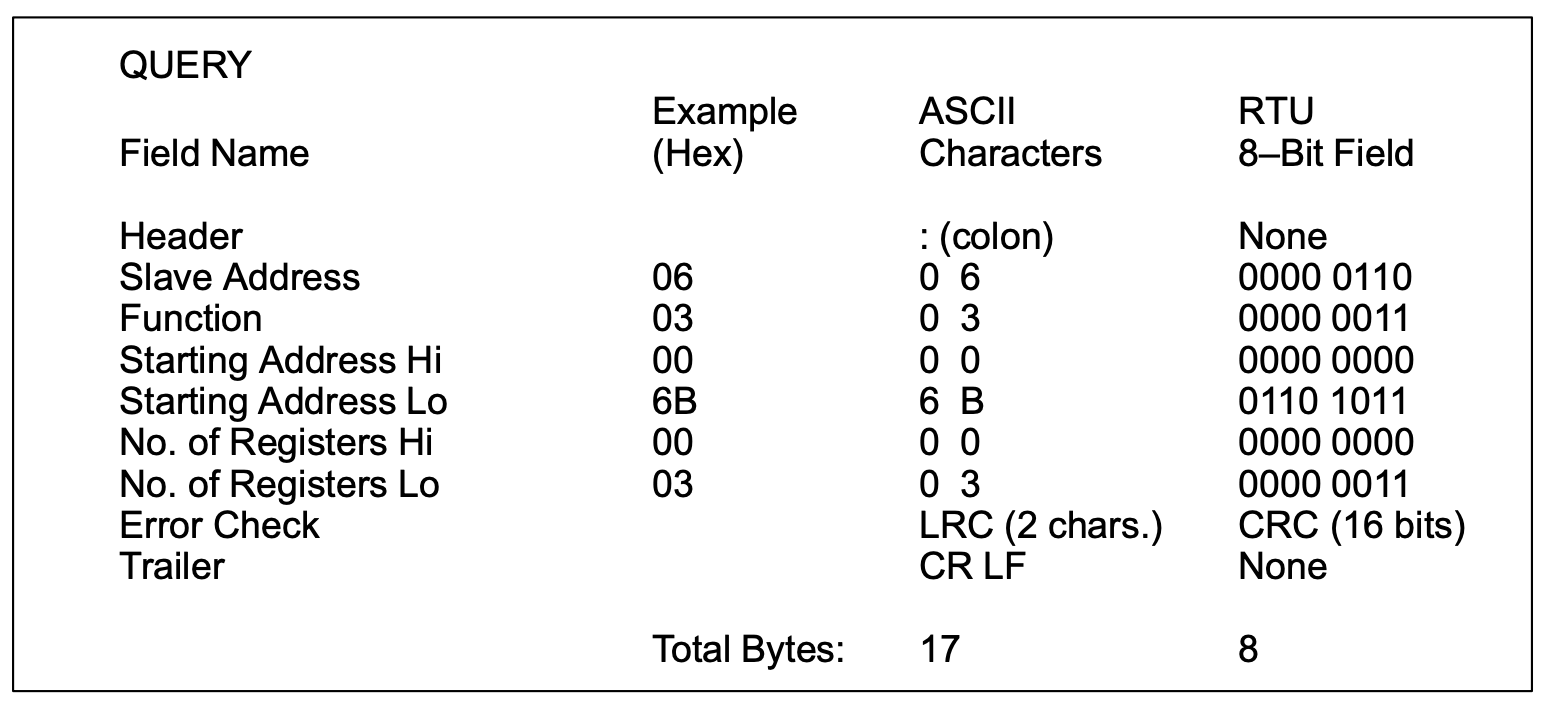 QUERY
Example ASCII RTU
Field Name (Hex) Characters 8–Bit Field
Header : (colon) None
Slave Address 06 0 6 0000 0110
Function 03 0 3 0000 0011
Starting Address Hi 00 0 0 0000 0000
Starting Address Lo 6B 6 B 0110 1011
No. of Registers Hi 00 0 0 0000 0000
No. of Registers Lo 03 0 3 0000 0011
Error Check LRC (2 chars.) CRC (16 bits)
Trailer CR LF None
Total Bytes: 17 8